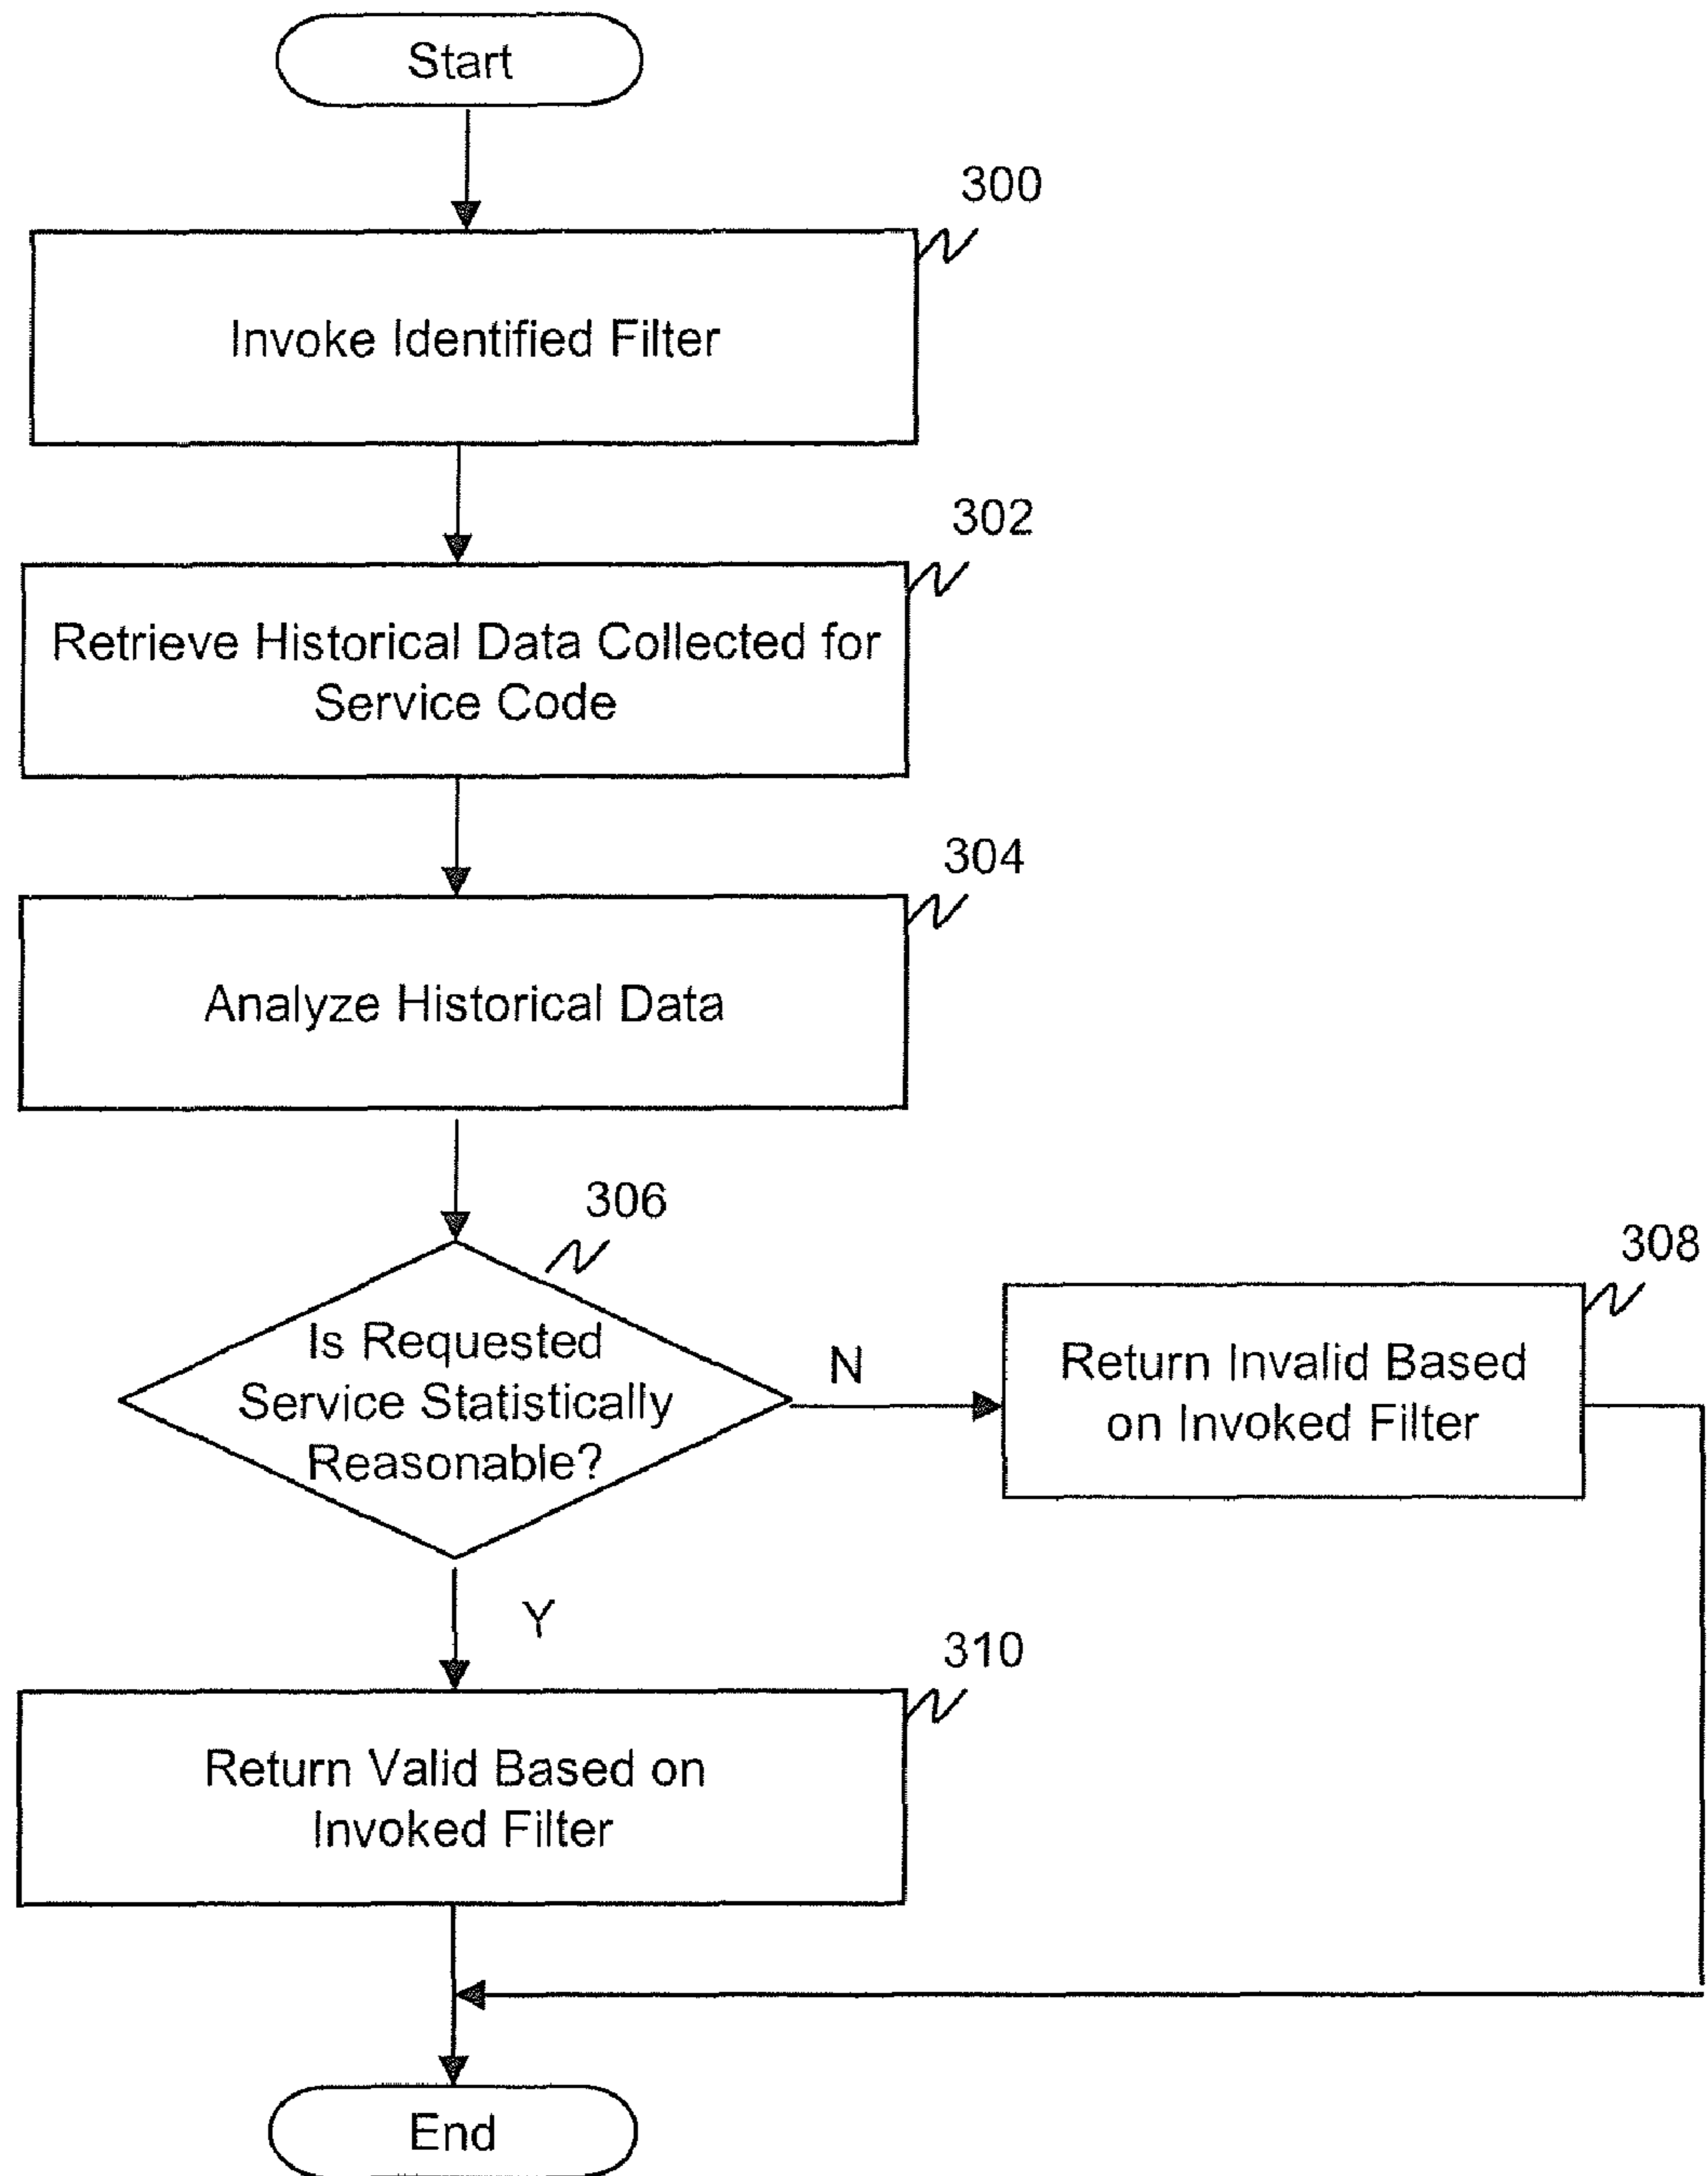 Start
300
Invoke Identified Filter
302
Retrieve Historical Data Collected for
Service Code
304
Analyze Historical Data
306
Is Requested
Service Statistically
Reasonable?
N
308
Return Invalid Based
on Invoked Filter
Y
310
Return Valid Based on
Invoked Filter
End